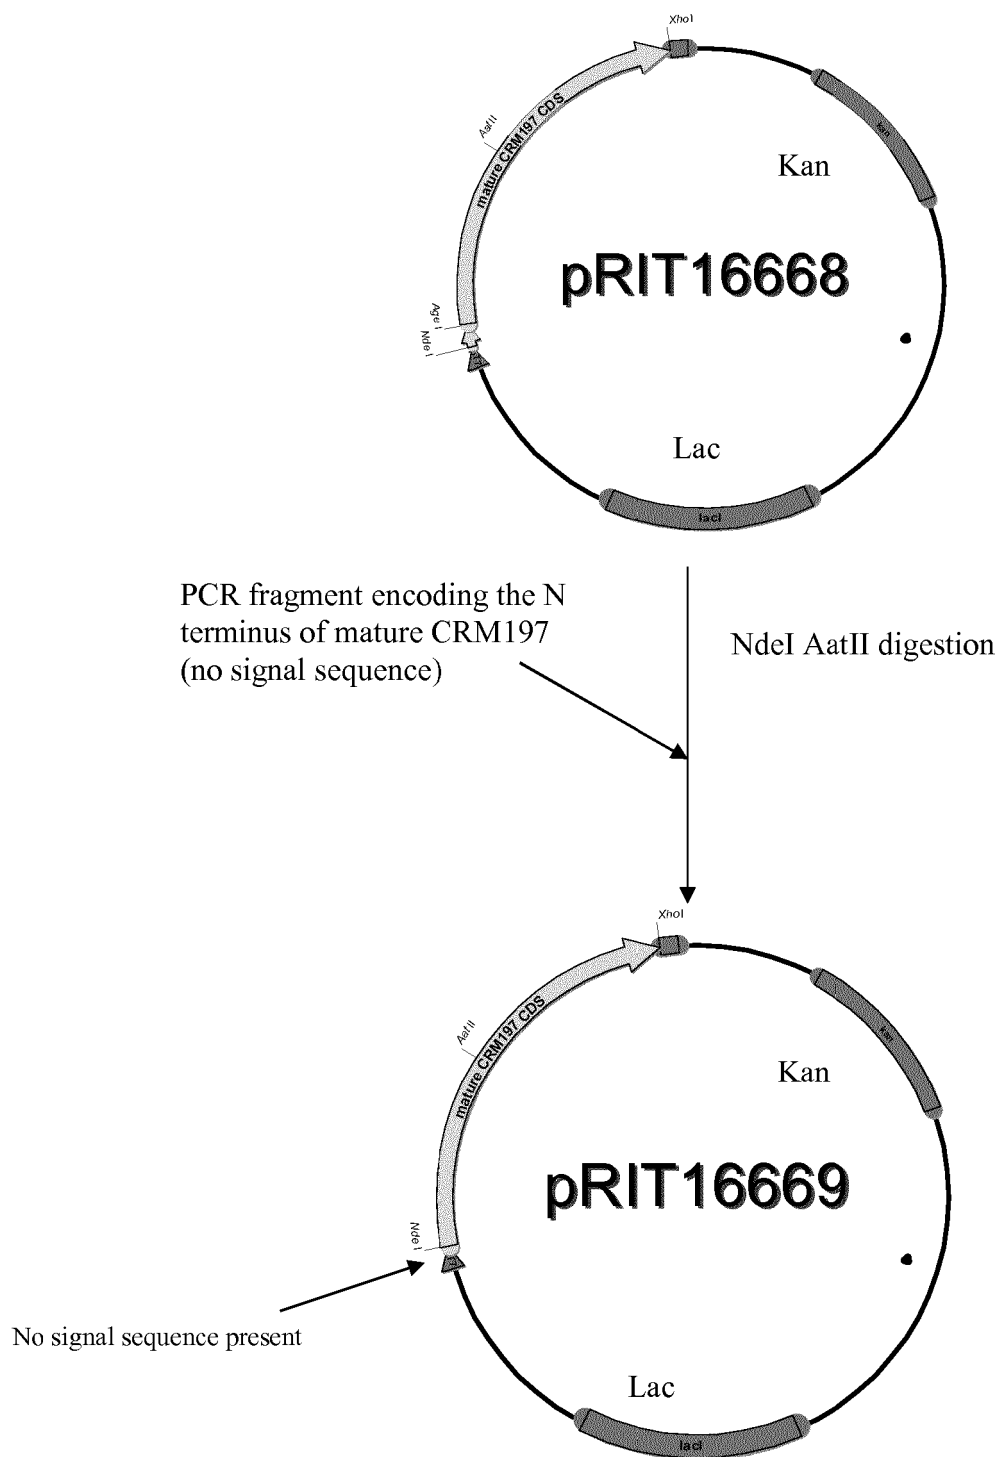 XhoI
AatII
mature CRM197 CDS
kan
Kan
pRIT16668
AgeI
NdeI
Lac
lacI
PCR fragment encoding the N
terminus of mature CRM197
(no signal sequence)
NdeI AatII digestion
XhoI
AatII
mature CRM197 CDS
kan
Kan
pRIT16669
NdeI
No signal sequence present
Lac
lacI